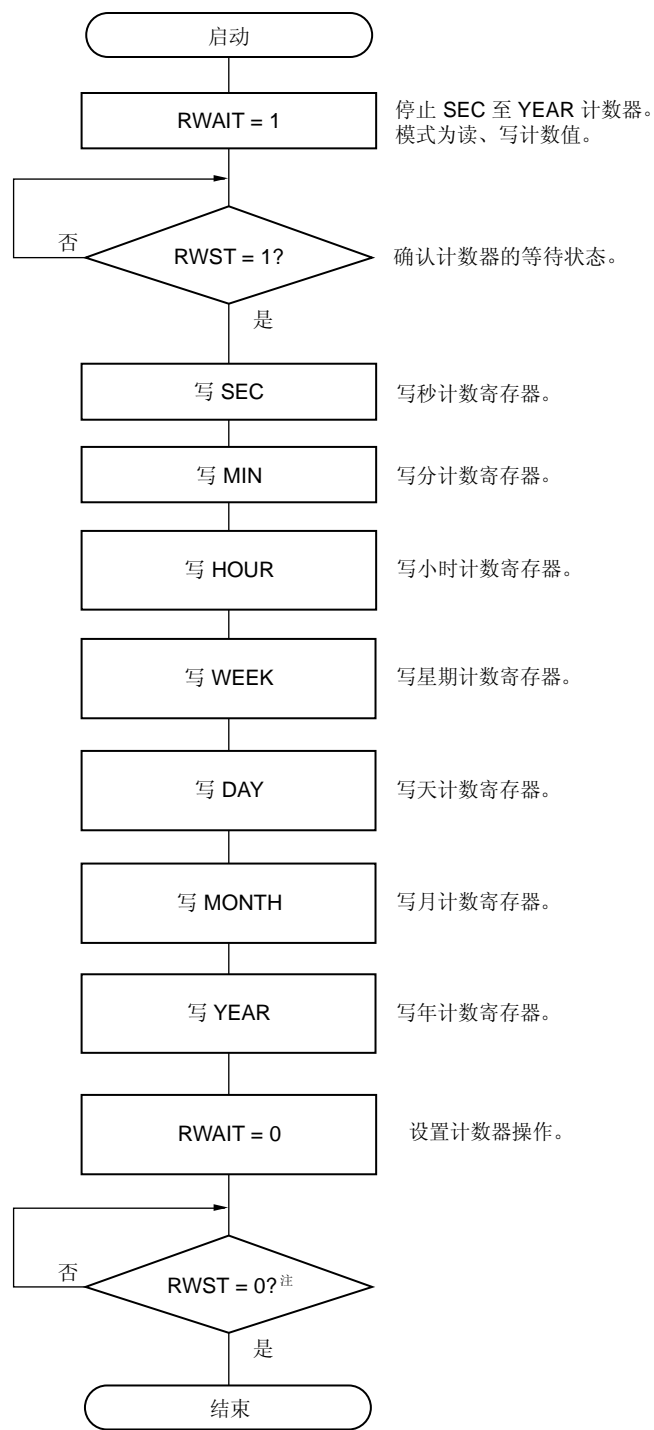 启动
RWAIT = 1
停止 SEC 至 YEAR 计数器。
模式为读、写计数值。
否
RWST = 1?
确认计数器的等待状态。
是
写 SEC
写秒计数寄存器。
写 MIN
写分计数寄存器。
写 HOUR
写小时计数寄存器。
写 WEEK
写星期计数寄存器。
写 DAY
写天计数寄存器。
写 MONTH
写月计数寄存器。
写 YEAR
写年计数寄存器。
RWAIT = 0
设置计数器操作。
否
RWST = 0?注
是
结束